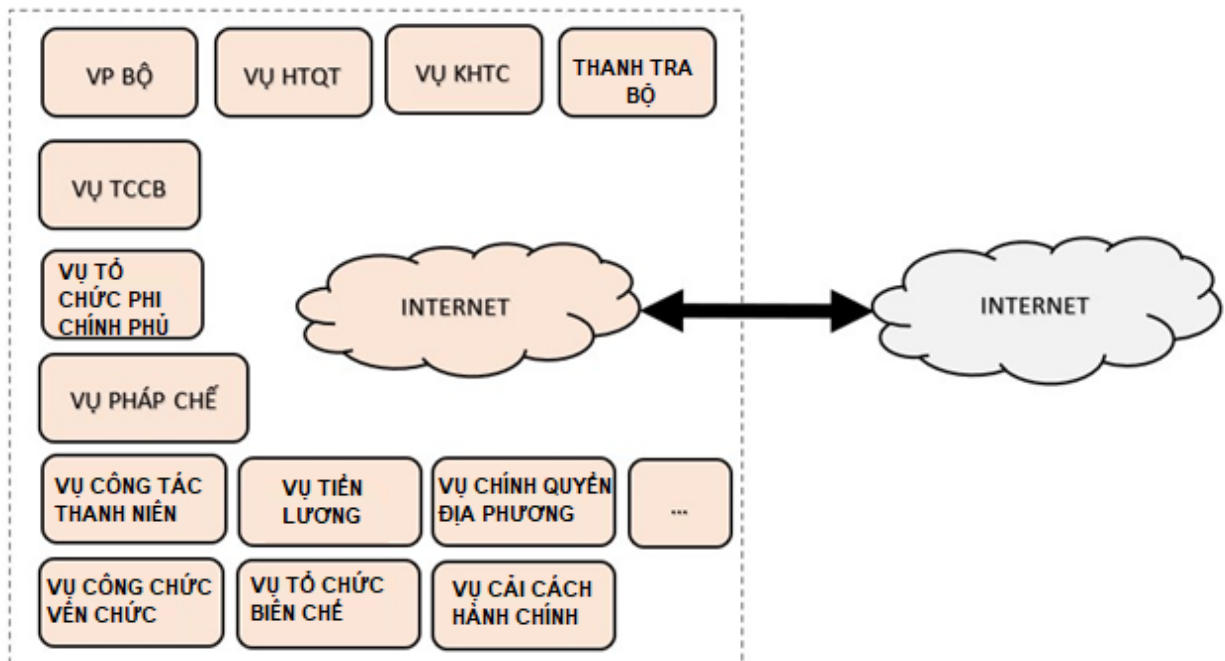 VP BỘ
VỤ HTQT
VỤ KHTC
THANH TRA
BỘ
VỤ TCCB
VỤ TỔ
CHỨC PHI
CHÍNH PHỦ
INTERNET
INTERNET
VỤ PHÁP CHẾ
VỤ CÔNG TÁC
THANH NIÊN
VỤ TIỀN
LƯƠNG
VỤ CHÍNH QUYỀN
ĐỊA PHƯƠNG
...
VỤ CÔNG CHỨC
VẾN CHỨC
VỤ TỔ CHỨC
BIÊN CHẾ
VỤ CẢI CÁCH
HÀNH CHÍNH